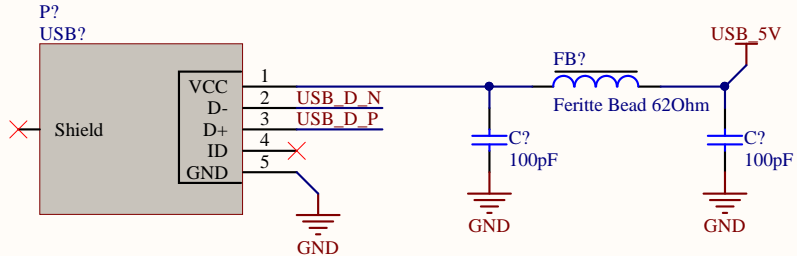 P?
USB?
USB_5V
FB?
1
VCC
2
D-
USB_D_N
Feritte Bead 62Ohm
3
D+
USB_D_P
Shield
4
ID
C?
100pF
C?
100pF
5
GND
GND
GND
GND